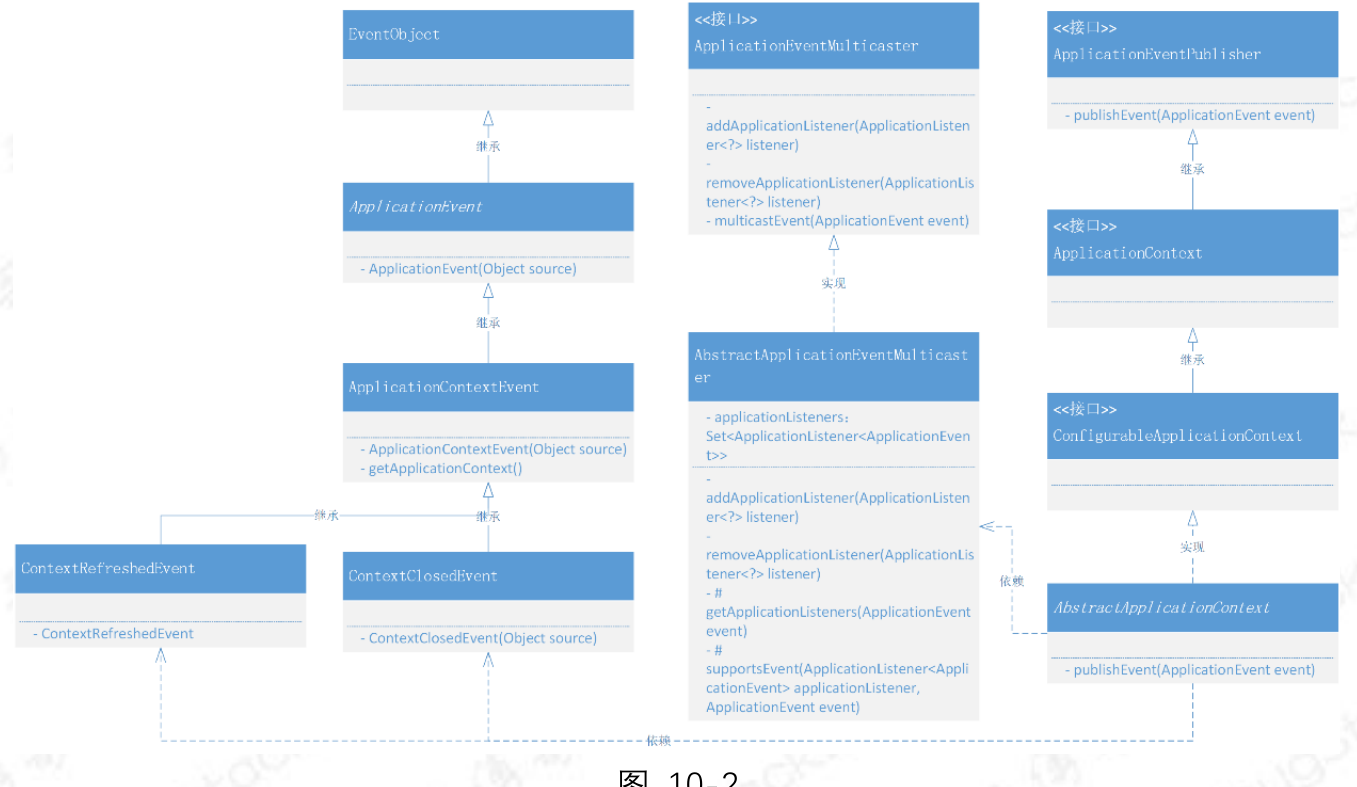 EventObject
继承
ApplicationEvent
- ApplicationEvent(Object source)
继承
ApplicationContextEvent
- ApplicationContextEvent(Object source)
- getApplicationContext()
继承
继承
ContextRefreshedEvent
- ContextRefreshedEvent
ContextClosedEvent
- ContextClosedEvent(Object source)
<<接口>>
ApplicationEventMulticaster
-
addApplicationListener(ApplicationListen
er<?> listener)
-
removeApplicationListener(ApplicationLis
tener<?> listener)
- multicastEvent(ApplicationEvent event)
实现
AbstractApplicationEventMulticast
er
- applicationListeners：
Set<ApplicationListener<ApplicationEven
t>>
-
addApplicationListener(ApplicationListen
er<?> listener)
-
removeApplicationListener(ApplicationLis
tener<?> listener)
- #
getApplicationListeners(ApplicationEvent
event)
- #
supportsEvent(ApplicationListener<Appli
cationEvent> applicationListener,
ApplicationEvent event)
<<接口>>
ApplicationEventPublisher
- publishEvent(ApplicationEvent event)
继承
<<接口>>
ApplicationContext
继承
<<接口>>
ConfigurableApplicationContext
实现
依赖
AbstractApplicationContext
- publishEvent(ApplicationEvent event)
依赖
图 10-2